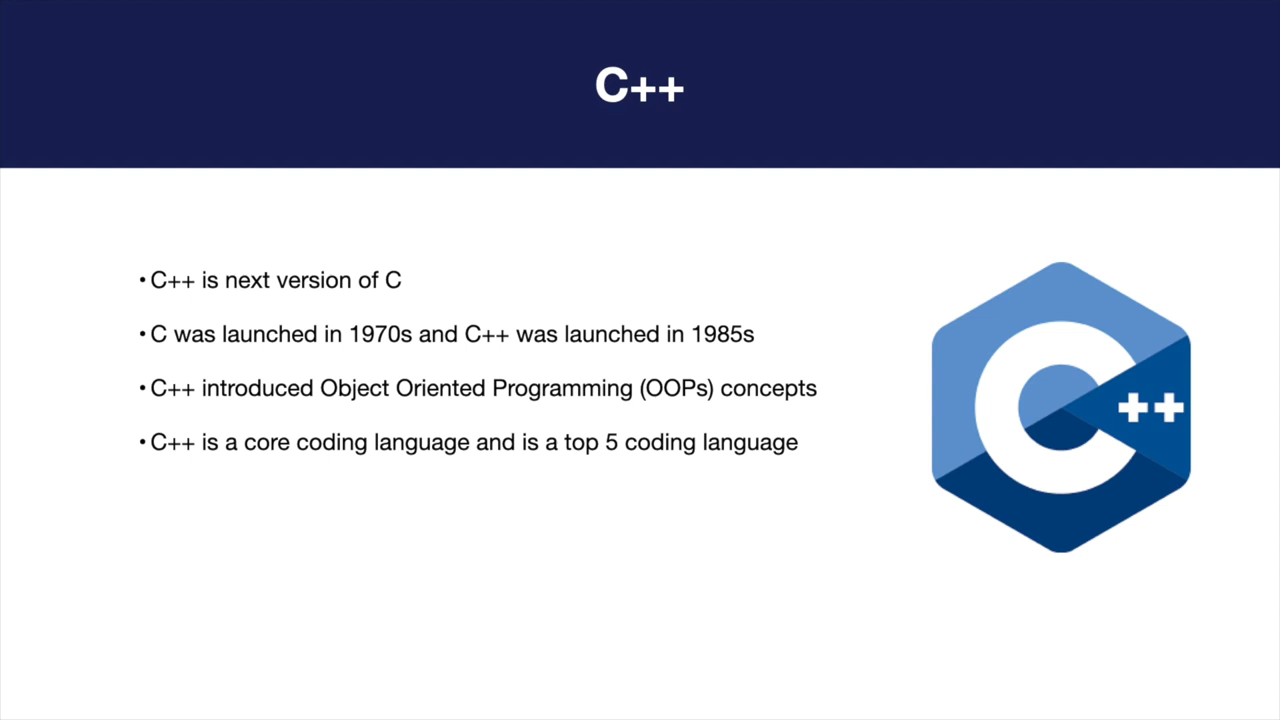 C++
• C++ is next version of C
• C was launched in 1970s and C++ was launched in 1985s
• C++ introduced Object Oriented Programming (OOPs) concepts
• C++ is a core coding language and is a top 5 coding language
C++